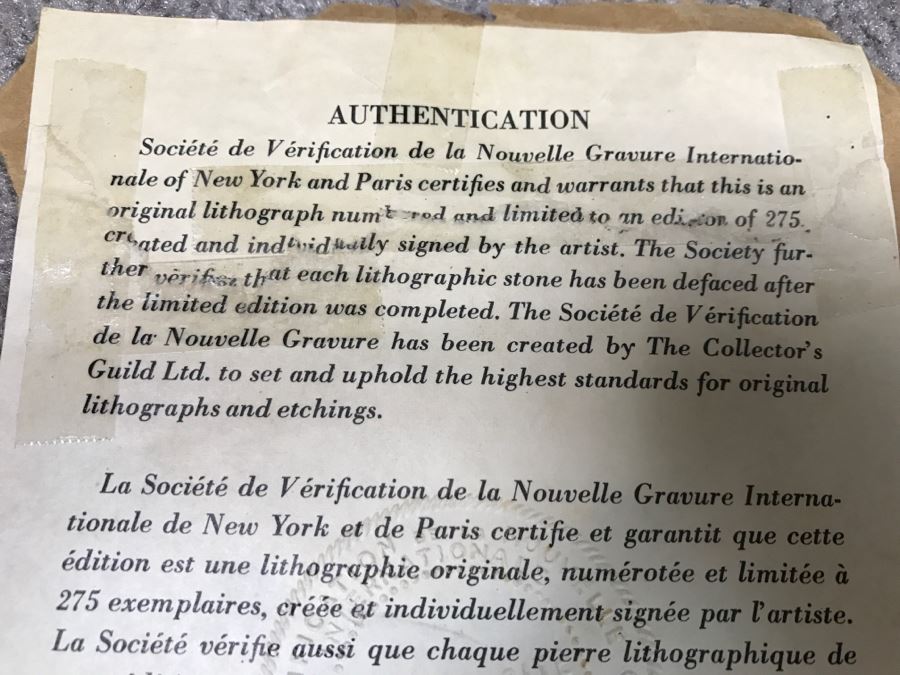 AUTHENTICATION
Société de Vérification de la Nouvelle Gravure Internatio-
nale of New York and Paris certifies and warrants that this is an
original lithograph numbered and limited to an edition of 275.
created and individually signed by the artist. The Society fur-
ther verifies that each lithographic stone has been defaced after
the limited edition was completed. The Société de Vérification
de la Nouvelle Gravure has been created by The Collector's
Guild Ltd. to set and uphold the highest standards for original
lithographs and etchings.
La Société de Vérification de la Nouvelle Gravure Interna-
tionale de New York et de Paris certifie et garantit que cette
édition est une lithographie originale, numérotée et limitée à
275 exemplaires, créée et individuellement signée par l'artiste.
La Société vérifie aussi que chaque pierre lithographique de